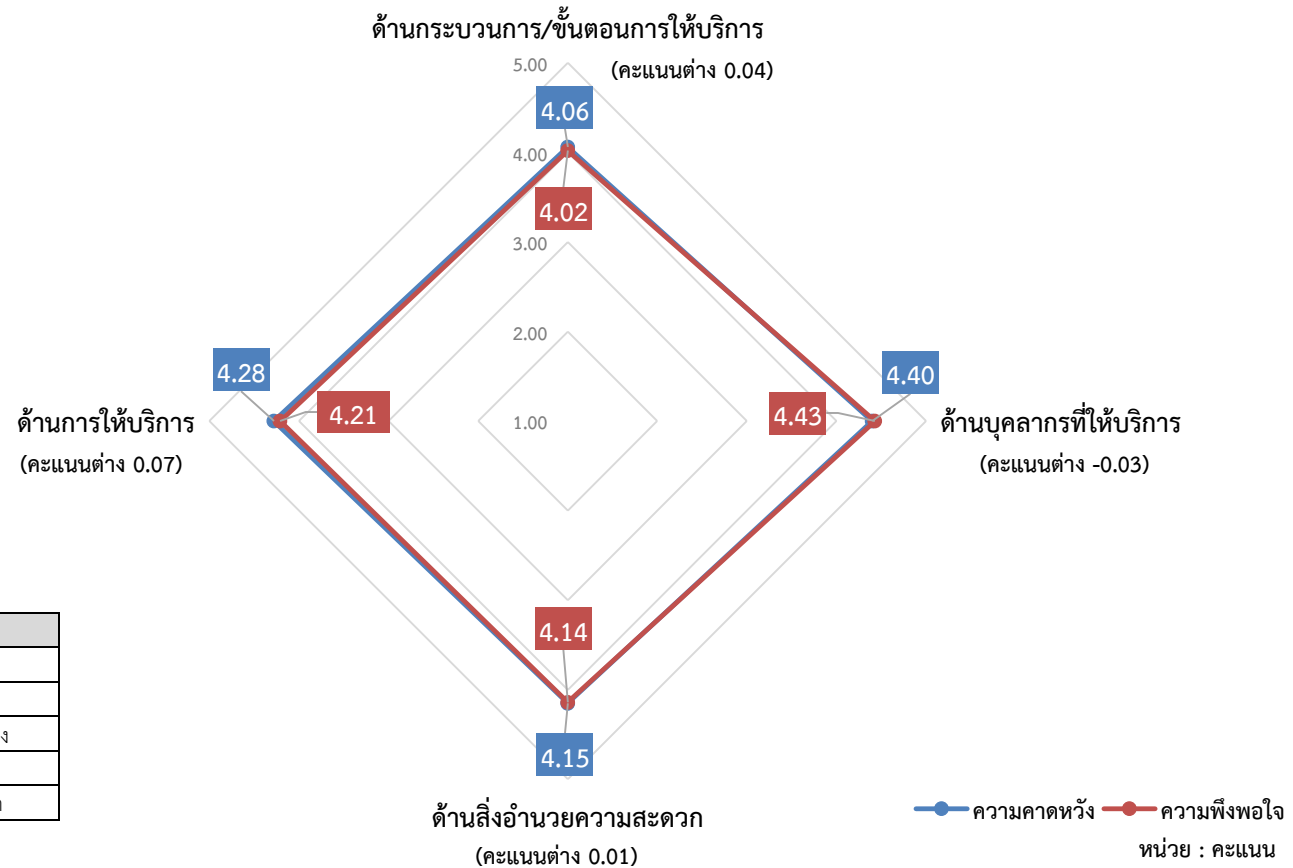 ด้านกระบวนการ/ขั้นตอนการให้บริการ
(คะแนนต่าง 0.04)
5.00
4.06
4.00
4.02
3.00
2.00
4.28
4.40
4.21
4.43
1.00
ด้านการให้บริการ
(คะแนนต่าง 0.07)
ด้านบุคลากรที่ให้บริการ
(คะแนนต่าง -0.03)
4.14
4.15
ด้านสิ่งอำนวยความสะดวก
(คะแนนต่าง 0.01)
ความคาดหวัง ความพึงพอใจ
หน่วย : คะแนน